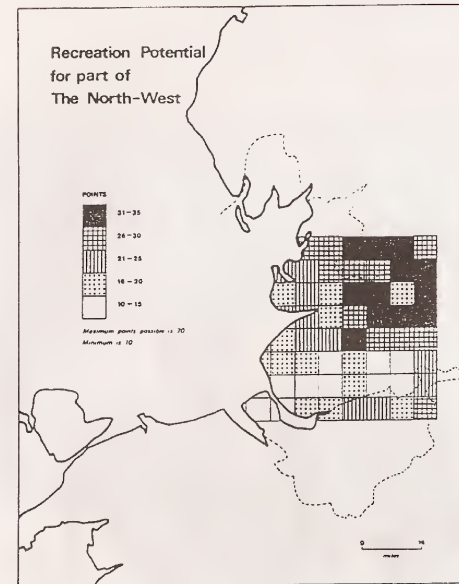 Recreation Potential
for part of
The North-West
POINTS
31-35
26-30
21-25
16-20
10-15
Maximum points possible is 70
Minimum is 10
0
16